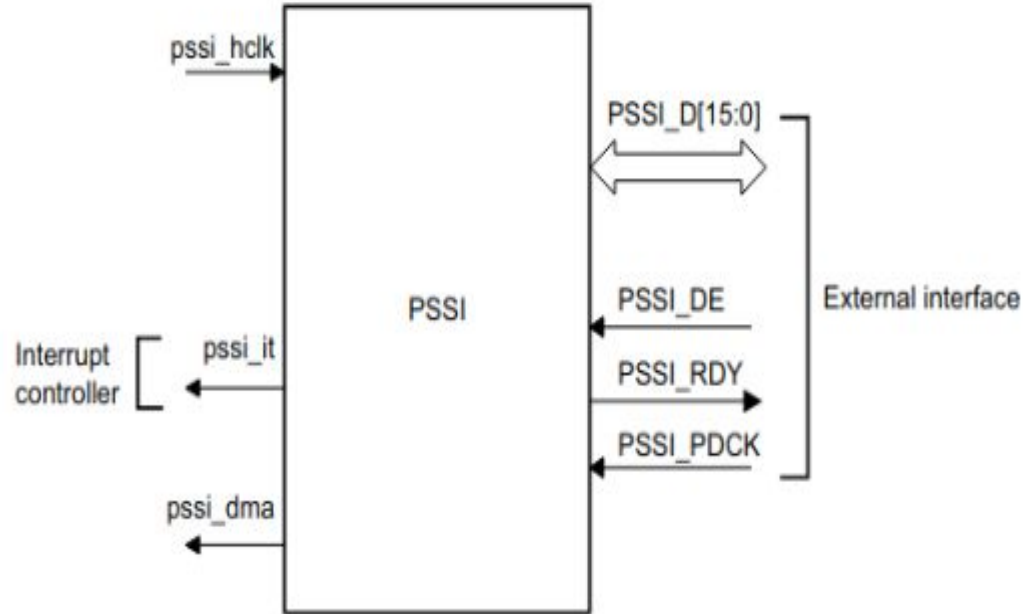 pssi_hclk
PSSI_D[15:0]
PSSI
PSSI_DE
External interface
Interrupt
controller
pssi_it
PSSI_RDY
PSSI_PDCK
pssi_dma